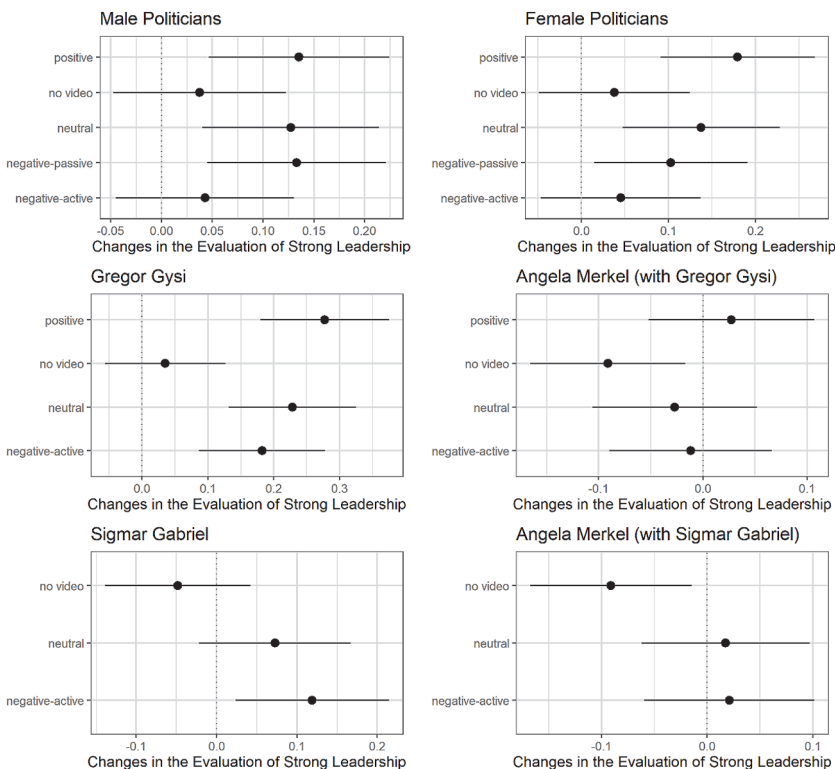 Male Politicians
positive
no video
neutral
negative-passive
negative-active
-0.05 0.00 0.05 0.10 0.15 0.20
Changes in the Evaluation of Strong Leadership
Female Politicians
positive
no video
neutral
negative-passive
negative-active
0.0 0.2
Changes in the Evaluation of Strong Leadership
Gregor Gysi
positive
no video
neutral
negative-active
0.0 0.1 0.2 0.3
Changes in the Evaluation of Strong Leadership
Angela Merkel (with Gregor Gysi)
positive
no video
neutral
negative-active
-0.1 0.0 0.1
Changes in the Evaluation of Strong Leadership
Sigmar Gabriel
no video
neutral
negative-active
-0.1 0.0 0.1 0.2
Changes in the Evaluation of Strong Leadership
Angela Merkel (with Sigmar Gabriel)
no video
neutral
negative-active
-0.1 0.0 0.1
Changes in the Evaluation of Strong Leadership